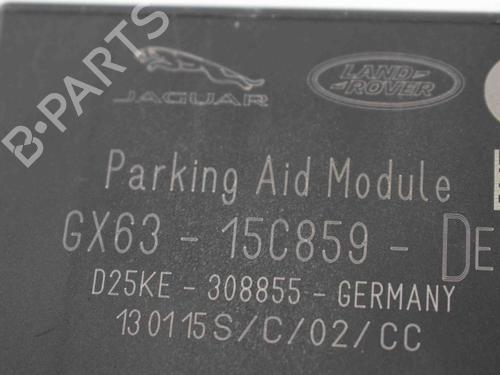 B-PARTS
JAGUAR
LAND ROVER
Parking Aid Module
GX63 - 15C859 - DE
D25KE - 308855 - GERMANY
130115S/C/02/CC